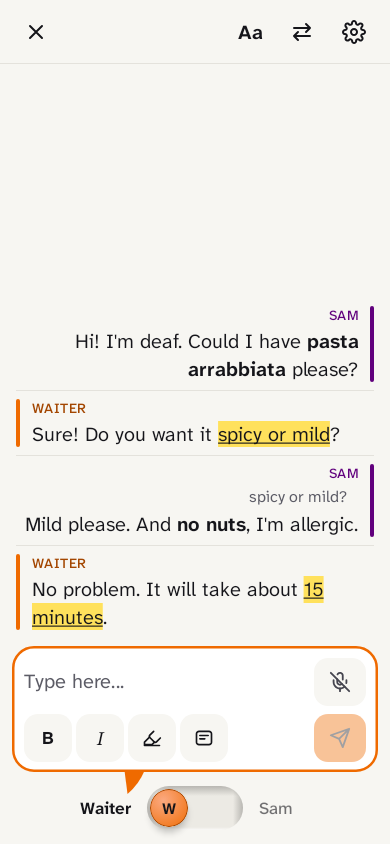 Aa
SAM
Hi! I'm deaf. Could I have pasta
arrabbiata please?
WAITER
Sure! Do you want it spicy or mild?
SAM
spicy or mild?
Mild please. And no nuts, I'm allergic.
WAITER
No problem. It will take about 15
minutes.
Type here...
B I
Waiter W Sam